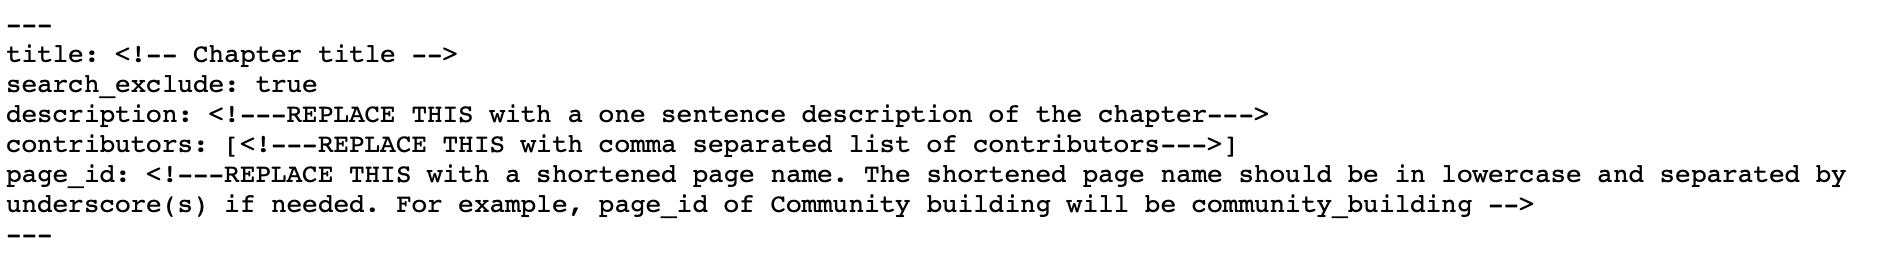 ---
title: <!-- Chapter title -->
search_exclude: true
description: <!---REPLACE THIS with a one sentence description of the chapter--->
contributors: [<!---REPLACE THIS with comma separated list of contributors--->]
page_id: <!---REPLACE THIS with a shortened page name. The shortened page name should be in lowercase and separated by
underscore(s) if needed. For example, page_id of Community building will be community_building -->
---